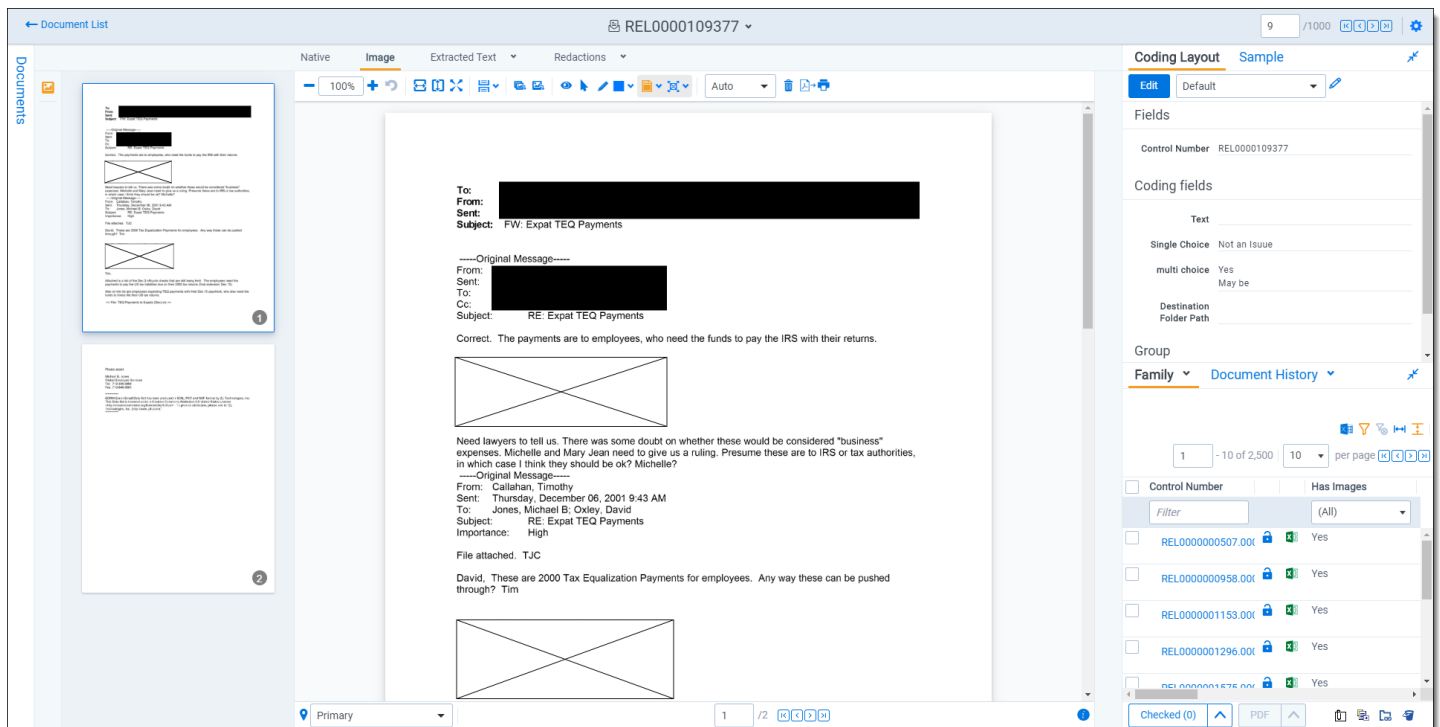 Document List
REL0000109377
9 /1000
Documents
Native Image Extracted Text Redactions
100% Auto
To:
From:
Sent:
Subject: FW: Expat TEQ Payments
-----Original Message-----
From:
Sent:
To:
Cc:
Subject: RE: Expat TEQ Payments
Correct. The payments are to employees, who need the funds to pay the IRS with their returns.
Need lawyers to tell us. There was some doubt on whether these would be considered "business"
expenses. Michelle and Mary Jean need to give us a ruling. Presume these are to IRS or tax authorities,
in which case I think they should be ok? Michelle?
-----Original Message-----
From: Callahan, Timothy
Sent: Thursday, December 06, 2001 9:43 AM
To: Jones, Michael B; Oxley, David
Subject: RE: Expat TEQ Payments
Importance: High
File attached. TJC
David, These are 2000 Tax Equalization Payments for employees. Any way these can be pushed
through? Tim
1
2
Primary
1 /2
Coding Layout Sample
Edit Default
Fields
Control Number REL0000109377
Coding fields
Text
Single Choice Not an Isuue
multi choice Yes
May be
Destination
Folder Path
Group
Family Document History
1 - 10 of 2,500 10 per page
Control Number Has Images
Filter (All)
REL0000000507.00( Yes
REL0000000958.00( Yes
REL0000001153.00( Yes
REL0000001296.00( Yes
REL0000001575.00( Yes
Checked (0) PDF